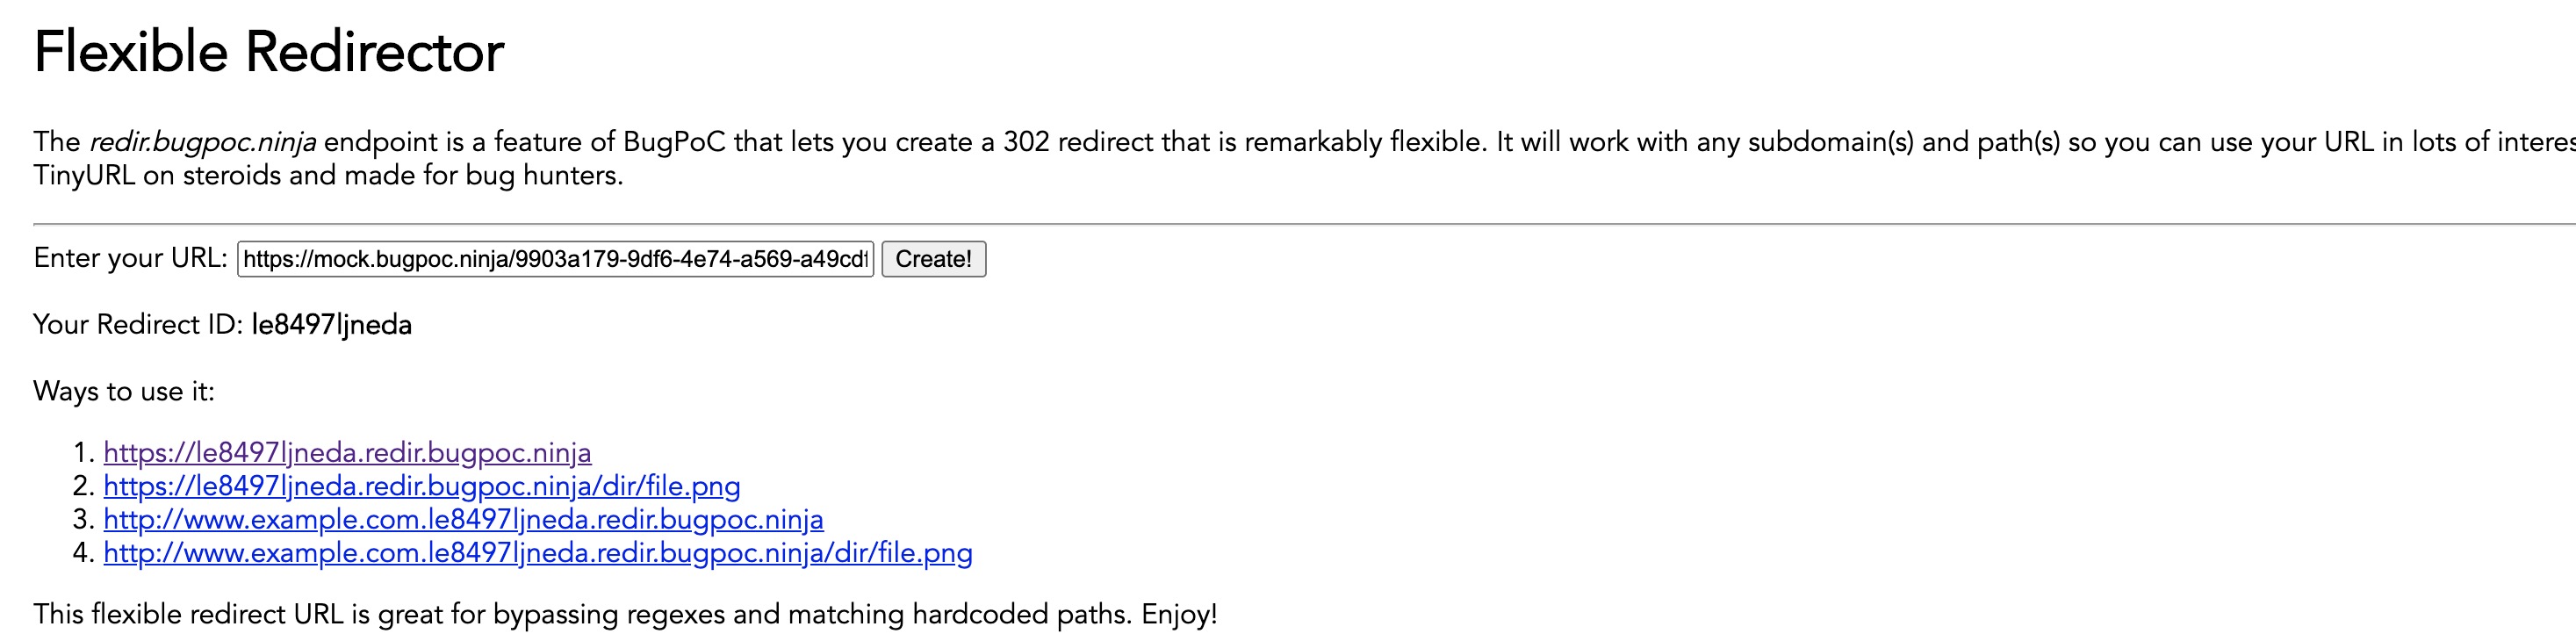 Flexible Redirector
The redir.bugpoc.ninja endpoint is a feature of BugPoC that lets you create a 302 redirect that is remarkably flexible. It will work with any subdomain(s) and path(s) so you can use your URL in lots of
TinyURL on steroids and made for bug hunters.
Enter your URL: https://mock.bugpoc.ninja/9903a179-9df6-4e74-a569-a49cd Create!
Your Redirect ID: le8497ljneda
Ways to use it:
1. https://le8497ljneda.redir.bugpoc.ninja
2. https://le8497ljneda.redir.bugpoc.ninja/dir/file.png
3. http://www.example.com.le8497ljneda.redir.bugpoc.ninja
4. http://www.example.com.le8497ljneda.redir.bugpoc.ninja/dir/file.png
This flexible redirect URL is great for bypassing regexes and matching hardcoded paths. Enjoy!